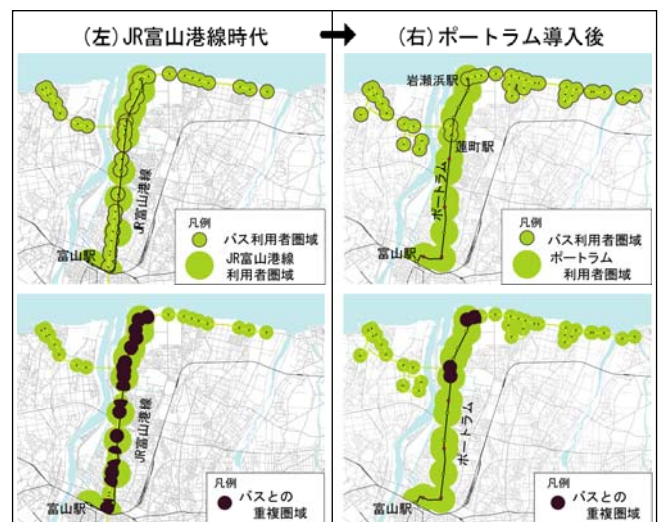 (左)JR富山港線時代
→
(右)ポートラム導入後
JR富山港線
富山駅
凡例
バス利用者圏域
JR富山港線
利用者圏域
岩瀬浜駅
蓮町駅
ポートラム
富山駅
凡例
バス利用者圏域
ポートラム
利用者圏域
JR富山港線
富山駅
凡例
バスとの
重複圏域
ポートラム
富山駅
凡例
バスとの
重複圏域